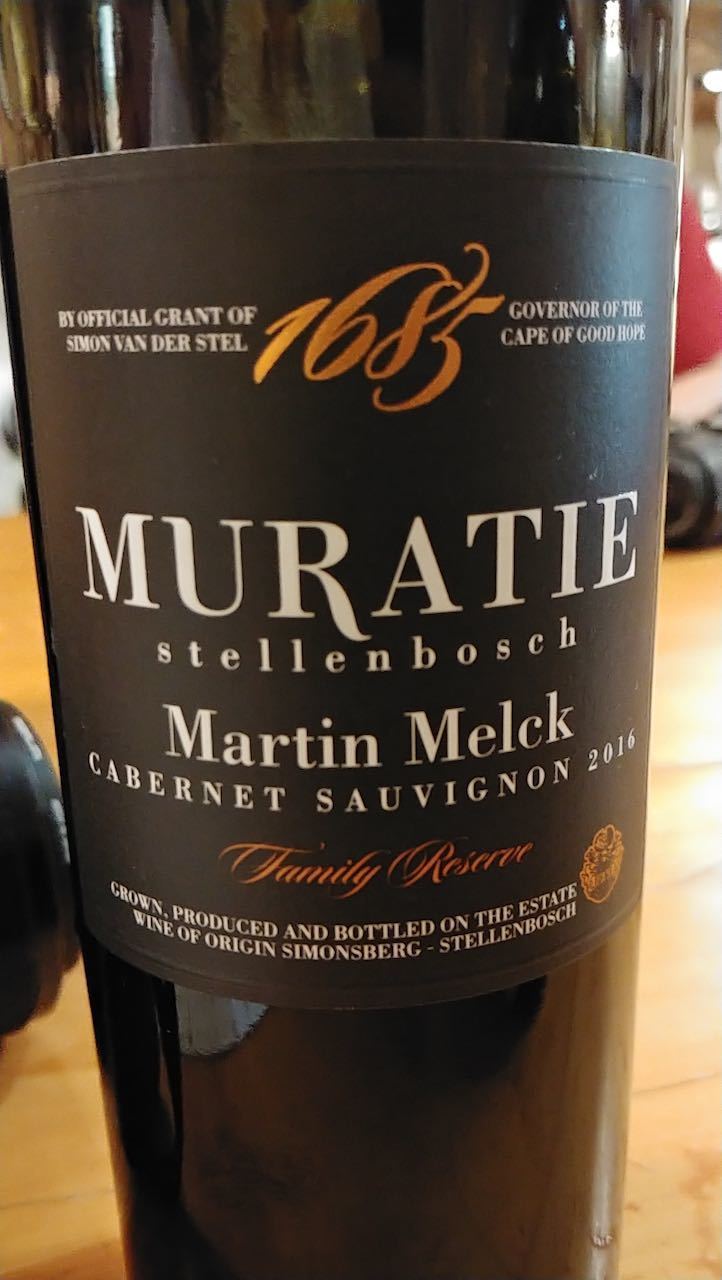 BY OFFICIAL GRANT OF
SIMON VAN DER STEL
1685
GOVERNOR OF THE
CAPE OF GOOD HOPE
MURATIE
stellenbosch
Martin Melck
CABERNET SAUVIGNON 2016
Family Reserve
GROWN, PRODUCED AND BOTTLED ON THE ESTATE
WINE OF ORIGIN SIMONSBERG - STELLENBOSCH